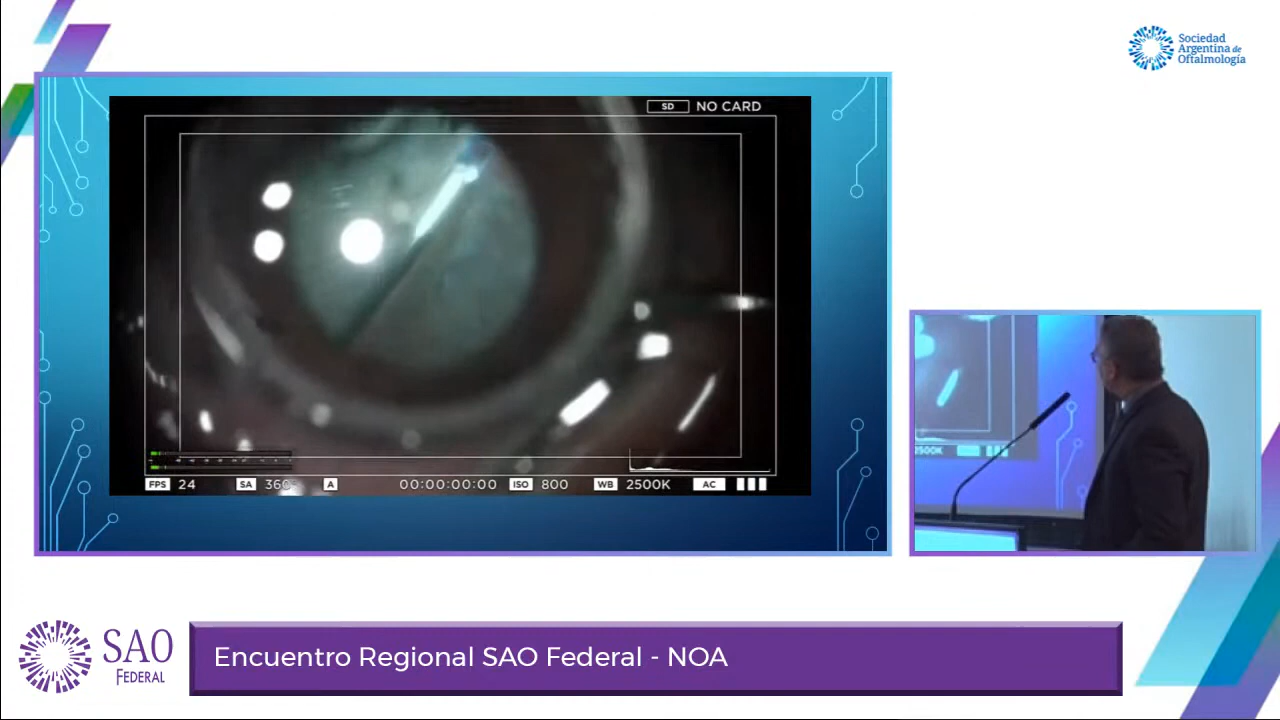 Sociedad
Argentina de
Oftalmología
SD NO CARD
FPS 24 SA 360° A 00:00:00:00 ISO 800 WB 2500K AC
2500K
SAO
FEDERAL
Encuentro Regional SAO Federal - NOA